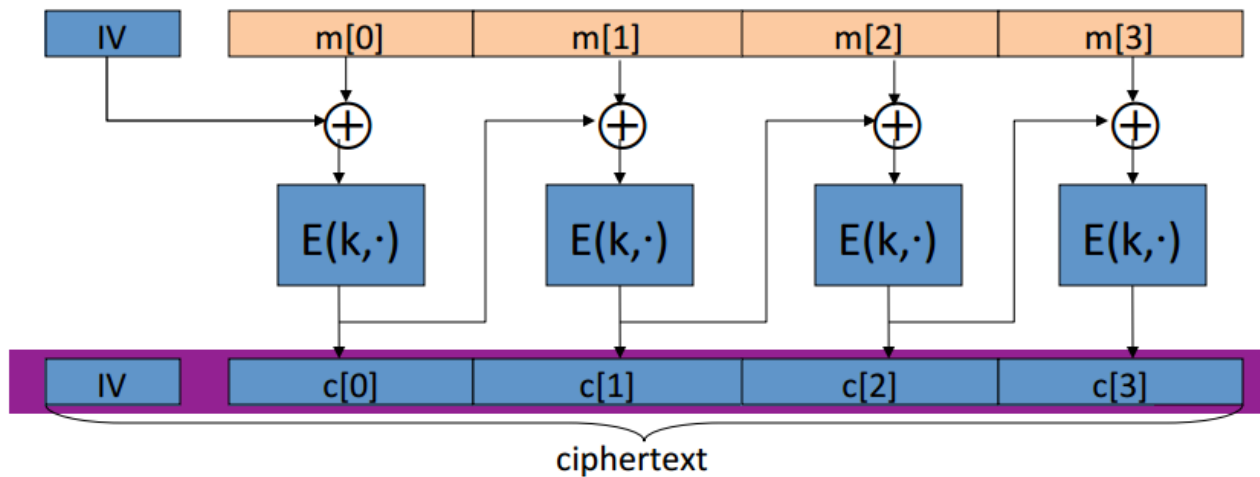 IV m[0] m[1] m[2] m[3]
E(k,·) E(k,·) E(k,·) E(k,·)
IV c[0] c[1] c[2] c[3]
ciphertext